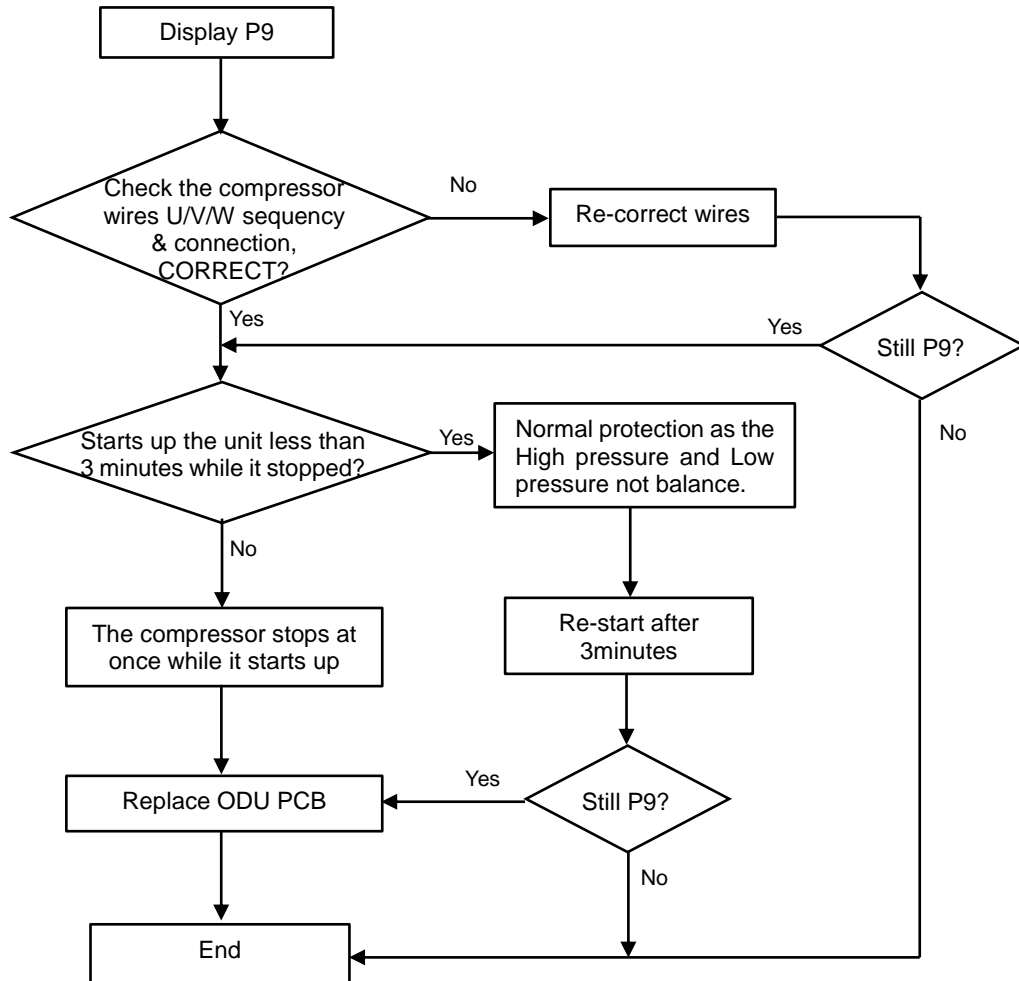 Display P9
Check the compressor
wires U/V/W sequency
& connection,
CORRECT?
No
Re-correct wires
Yes
Yes
Still P9?
No
Starts up the unit less than
3 minutes while it stopped?
Yes
Normal protection as the
High pressure and Low
pressure not balance.
No
The compressor stops at
once while it starts up
Re-start after
3minutes
Replace ODU PCB
Yes
Still P9?
No
End